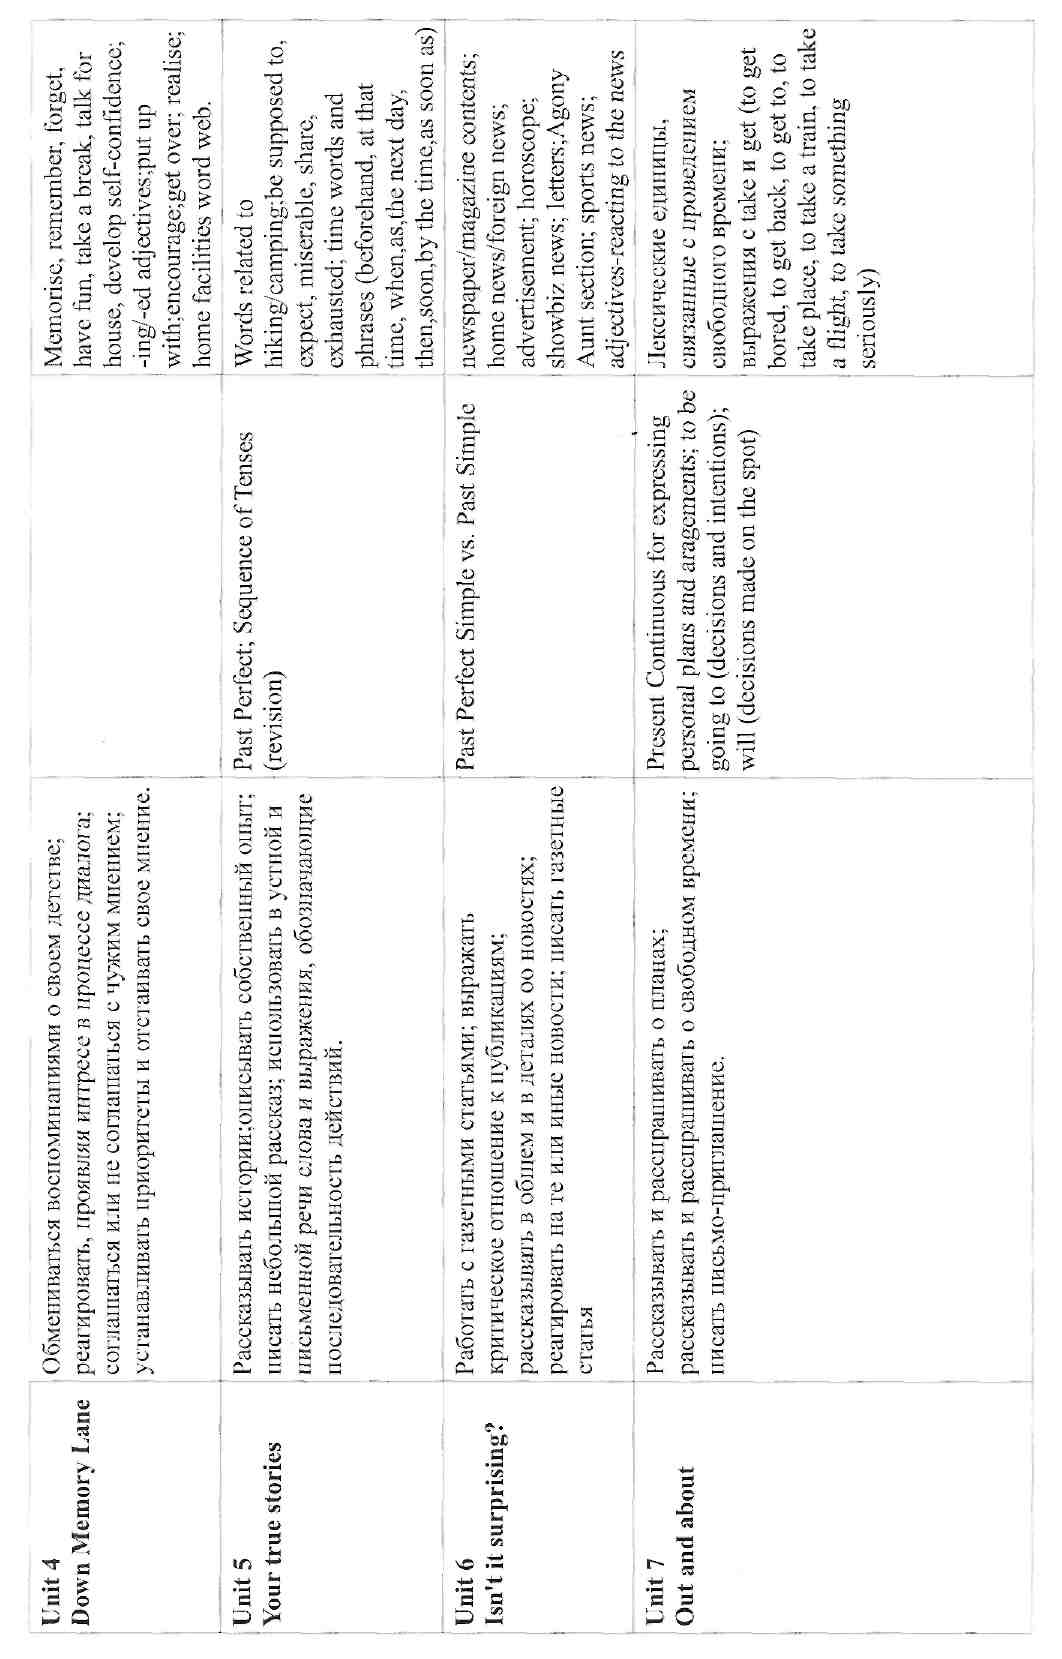 Unit 4
Down Memory Lane
Обмениваться воспоминаниями о своем детстве;
реагировать, проявляя интресе в процессе диалога;
соглашаться или не соглашаться с чужим мнением;
устанавливать приоритеты и отстаивать свое мнение.
Memorise, remember, forget,
have fun, take a break, talk for
house, develop self-confidence;
-ing/-ed adjectives;put up
with;encourage;get over; realise;
home facilities word web.
Unit 5
Your true stories
Рассказывать истории;описывать собственный опыт;
писать небольшой рассказ; использовать в устной и
письменной речи слова и выражения, обозначающие
последовательность действий.
Past Perfect; Sequence of Tenses
(revision)
Words related to
hiking/camping;be supposed to,
expect, miserable, share,
exhausted; time words and
phrases (beforehand, at that
time, when,as,the next day,
then,soon,by the time,as soon as)
Unit 6
Isn't it surprising?
Работать с газетными статьями; выражать
критическое отношение к публикациям;
рассказывать в общем и в деталях оо новостях;
реагировать на те или иные новости; писать газетные
статья
Past Perfect Simple vs. Past Simple
newspaper/magazine contents;
home news/foreign news;
advertisement; horoscope;
showbiz news; letters;Agony
Aunt section; sports news;
adjectives-reacting to the news
Unit 7
Out and about
Рассказывать и расспрашивать о планах;
рассказывать и расспрашивать о свободном времени;
писать письмо-приглашение.
Present Continuous for expressing
personal plans and aragements; to be
going to (decisions and intentions);
will (decisions made on the spot)
Лексические единицы,
связанные с проведением
свободного времени;
выражения с take и get (to get
bored, to get back, to get to, to
take place, to take a train, to take
a flight, to take something
seriously)